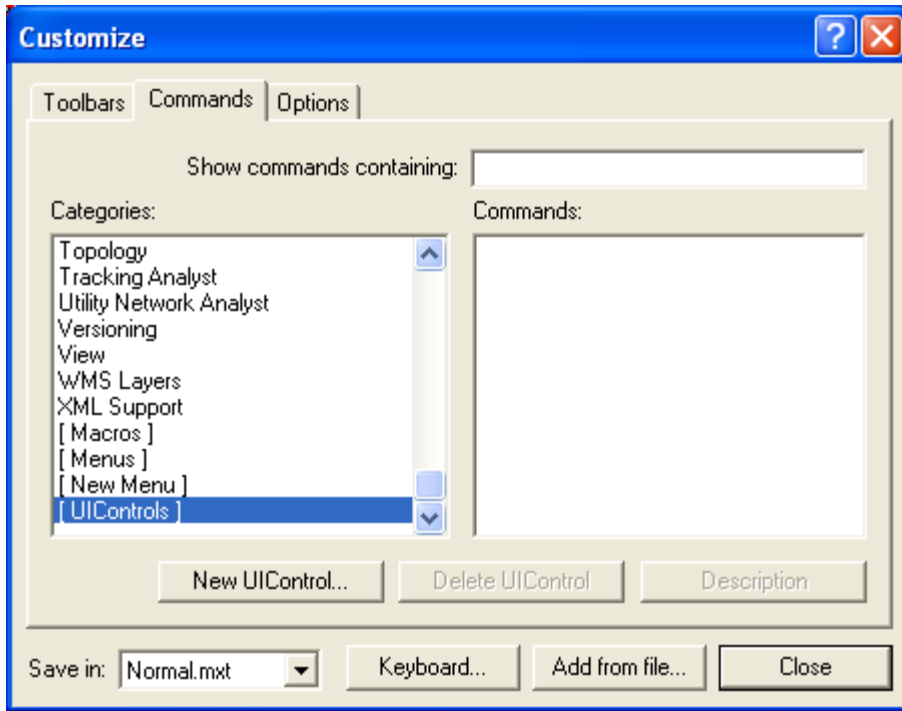 Customize
Toolbars Commands Options
Show commands containing:
Categories: Commands:
Topology
Tracking Analyst
Utility Network Analyst
Versioning
View
WMS Layers
XML Support
[ Macros ]
[ Menus ]
[ New Menu ]
[ UIControls ]
New UIControl... Delete UIControl Description
Save in: Normal.mxt Keyboard... Add from file... Close